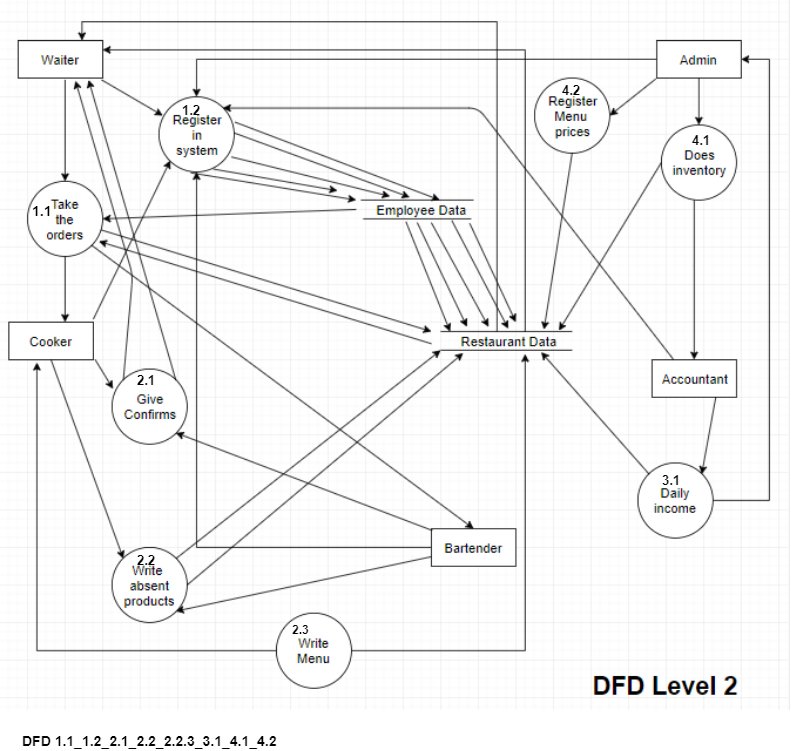 Waiter
Admin
4.2
Register
Menu
prices
1.2
Register
in
system
4.1
Does
inventory
1.1 Take
the
orders
Employee Data
Cooker
Restaurant Data
2.1
Give
Confirms
Accountant
3.1
Daily
income
Bartender
2.2
Write
absent
products
2.3
Write
Menu
DFD Level 2
DFD 1.1_1.2_2.1_2.2_2.2.3_3.1_4.1_4.2